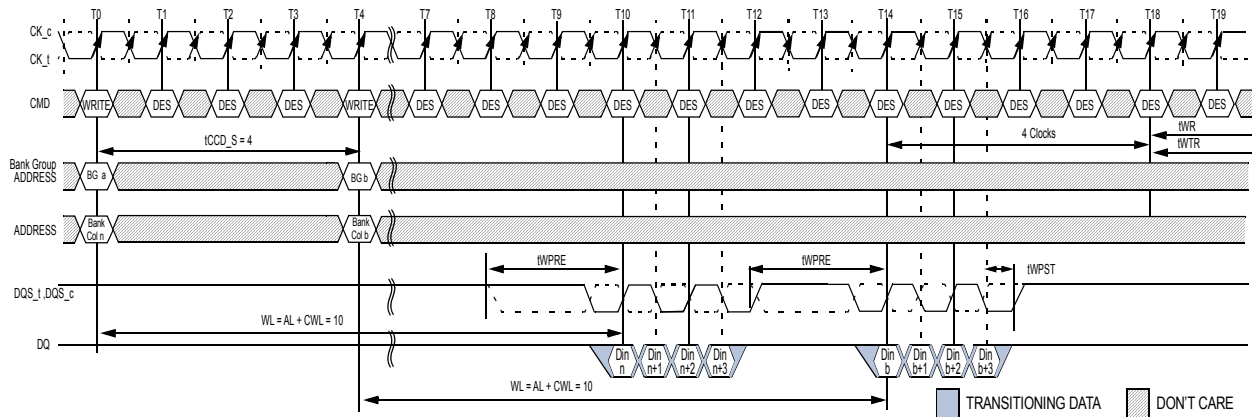 T0 T1 T2 T3 T4 T7 T8 T9 T10 T11 T12 T13 T14 T15 T16 T17 T18 T19
CK_c
CK_t
CMD WRITE DES DES DES WRITE DES DES DES DES DES DES DES DES DES DES DES DES DES
tCCD_S = 4 4 Clocks tWR
tWTR
Bank Group
ADDRESS BG a BG b
ADDRESS Bank
Col n Bank
Col b
tWPRE tWPRE tWPST
DQS_t ,DQS_c
WL = AL + CWL = 10
DQ Din
n Din
n+1 Din
n+2 Din
n+3 Din
b Din
b+1 Din
b+2 Din
b+3
WL = AL + CWL = 10
TRANSITIONING DATA DON'T CARE